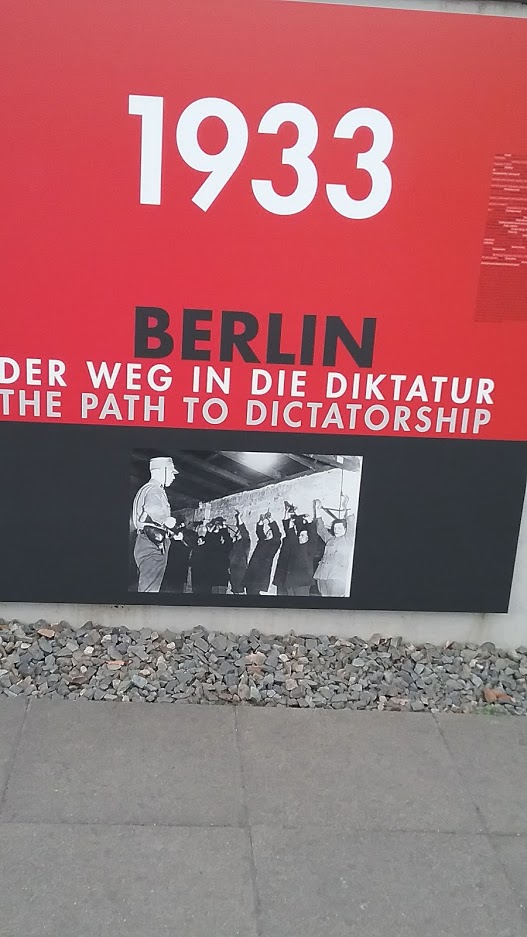 1933
BERLIN
DER WEG IN DIE DIKTATUR
THE PATH TO DICTATORSHIP